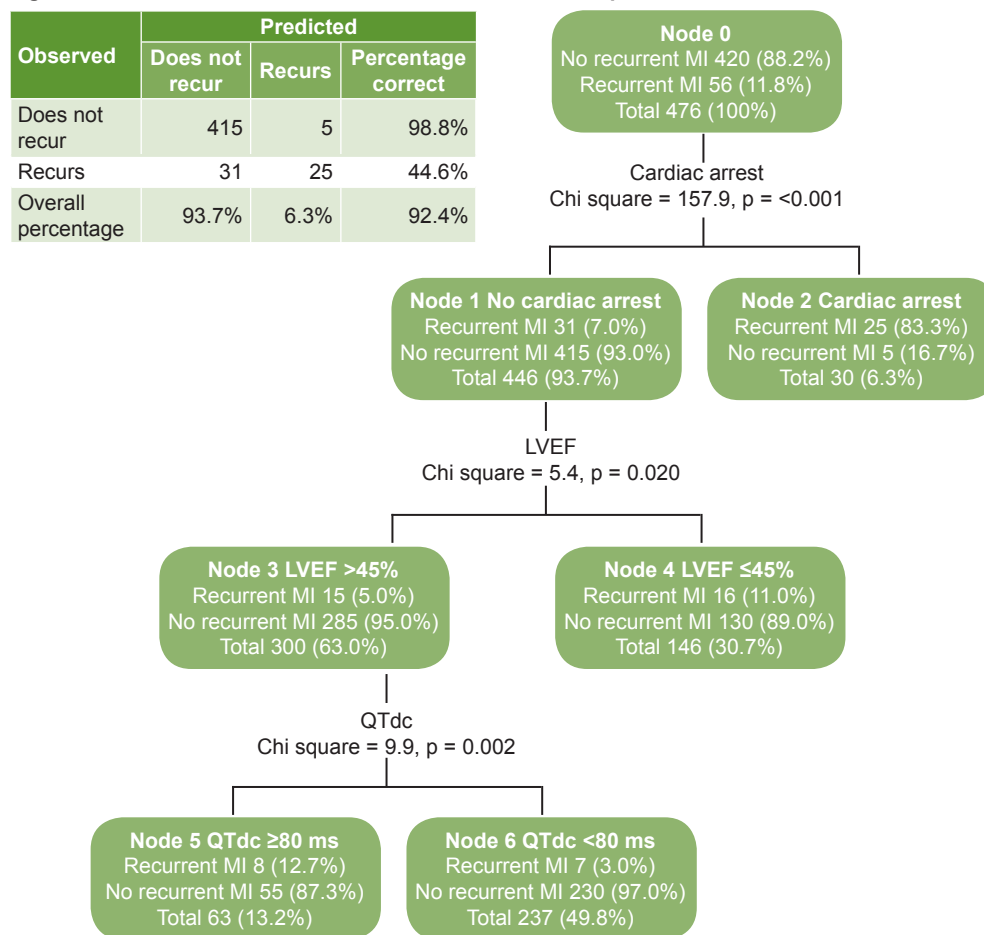 Predicted
Observed
Does not recur
Recurs
Percentage correct
Does not recur 415 5 98.8%
Recurs 31 25 44.6%
Overall percentage 93.7% 6.3% 92.4%
Node 0
No recurrent MI 420 (88.2%)
Recurrent MI 56 (11.8%)
Total 476 (100%)
Cardiac arrest
Chi square = 157.9, p = <0.001
Node 1 No cardiac arrest
Recurrent MI 31 (7.0%)
No recurrent MI 415 (93.0%)
Total 446 (93.7%)
Node 2 Cardiac arrest
Recurrent MI 25 (83.3%)
No recurrent MI 5 (16.7%)
Total 30 (6.3%)
LVEF
Chi square = 5.4, p = 0.020
Node 3 LVEF >45%
Recurrent MI 15 (5.0%)
No recurrent MI 285 (95.0%)
Total 300 (63.0%)
Node 4 LVEF ≤45%
Recurrent MI 16 (11.0%)
No recurrent MI 130 (89.0%)
Total 146 (30.7%)
QTdc
Chi square = 9.9, p = 0.002
Node 5 QTdc ≥80 ms
Recurrent MI 8 (12.7%)
No recurrent MI 55 (87.3%)
Total 63 (13.2%)
Node 6 QTdc <80 ms
Recurrent MI 7 (3.0%)
No recurrent MI 230 (97.0%)
Total 237 (49.8%)